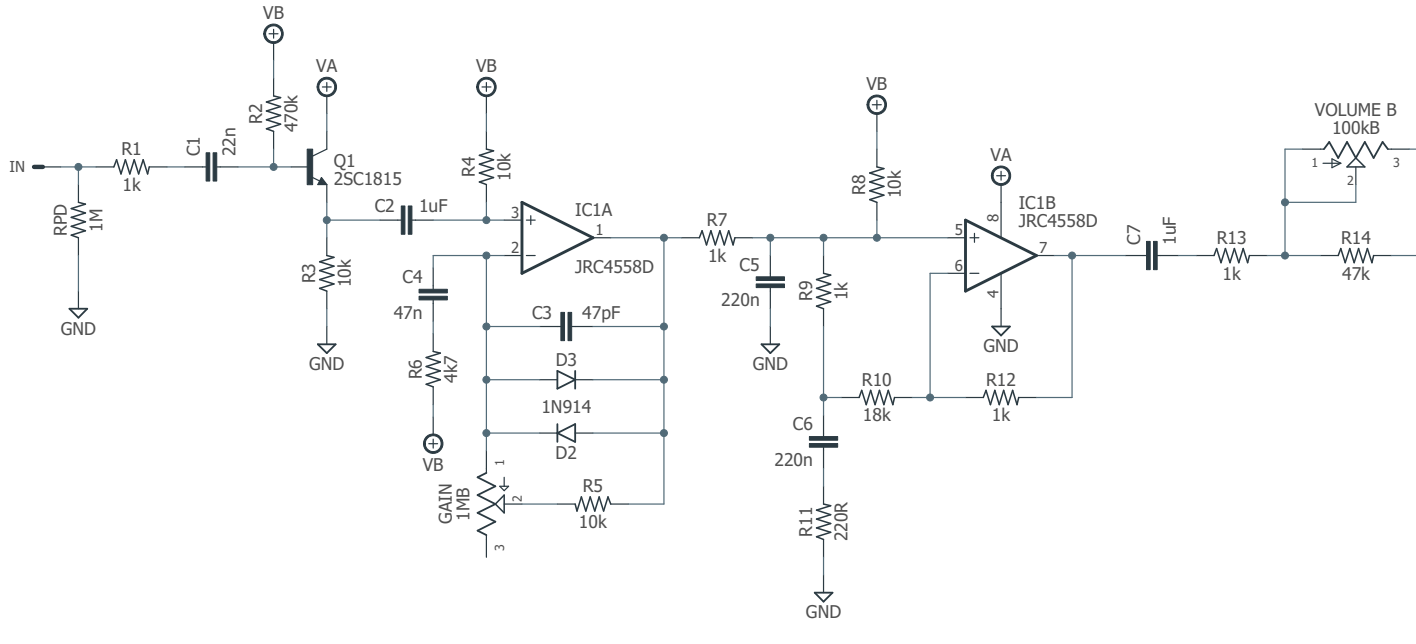 VB
R2
470k
VA
IN
R1
1k
C1
22n
Q1
2SC1815
RPD
1M
GND
R3
10k
GND
C2
1uF
VB
R4
10k
3
+
2
−
1
IC1A
JRC4558D
C4
47n
R6
4k7
VB
C3
47pF
D3
1N914
D2
GAIN
1MB
1
2
3
R5
10k
R7
1k
C5
220n
GND
VB
R8
10k
R9
1k
VA
IC1B
JRC4558D
5
+
6
−
8
7
4
GND
R10
18k
R12
1k
C6
220n
R11
220R
GND
C7
1uF
R13
1k
VOLUME B
100kB
1
2
3
R14
47k